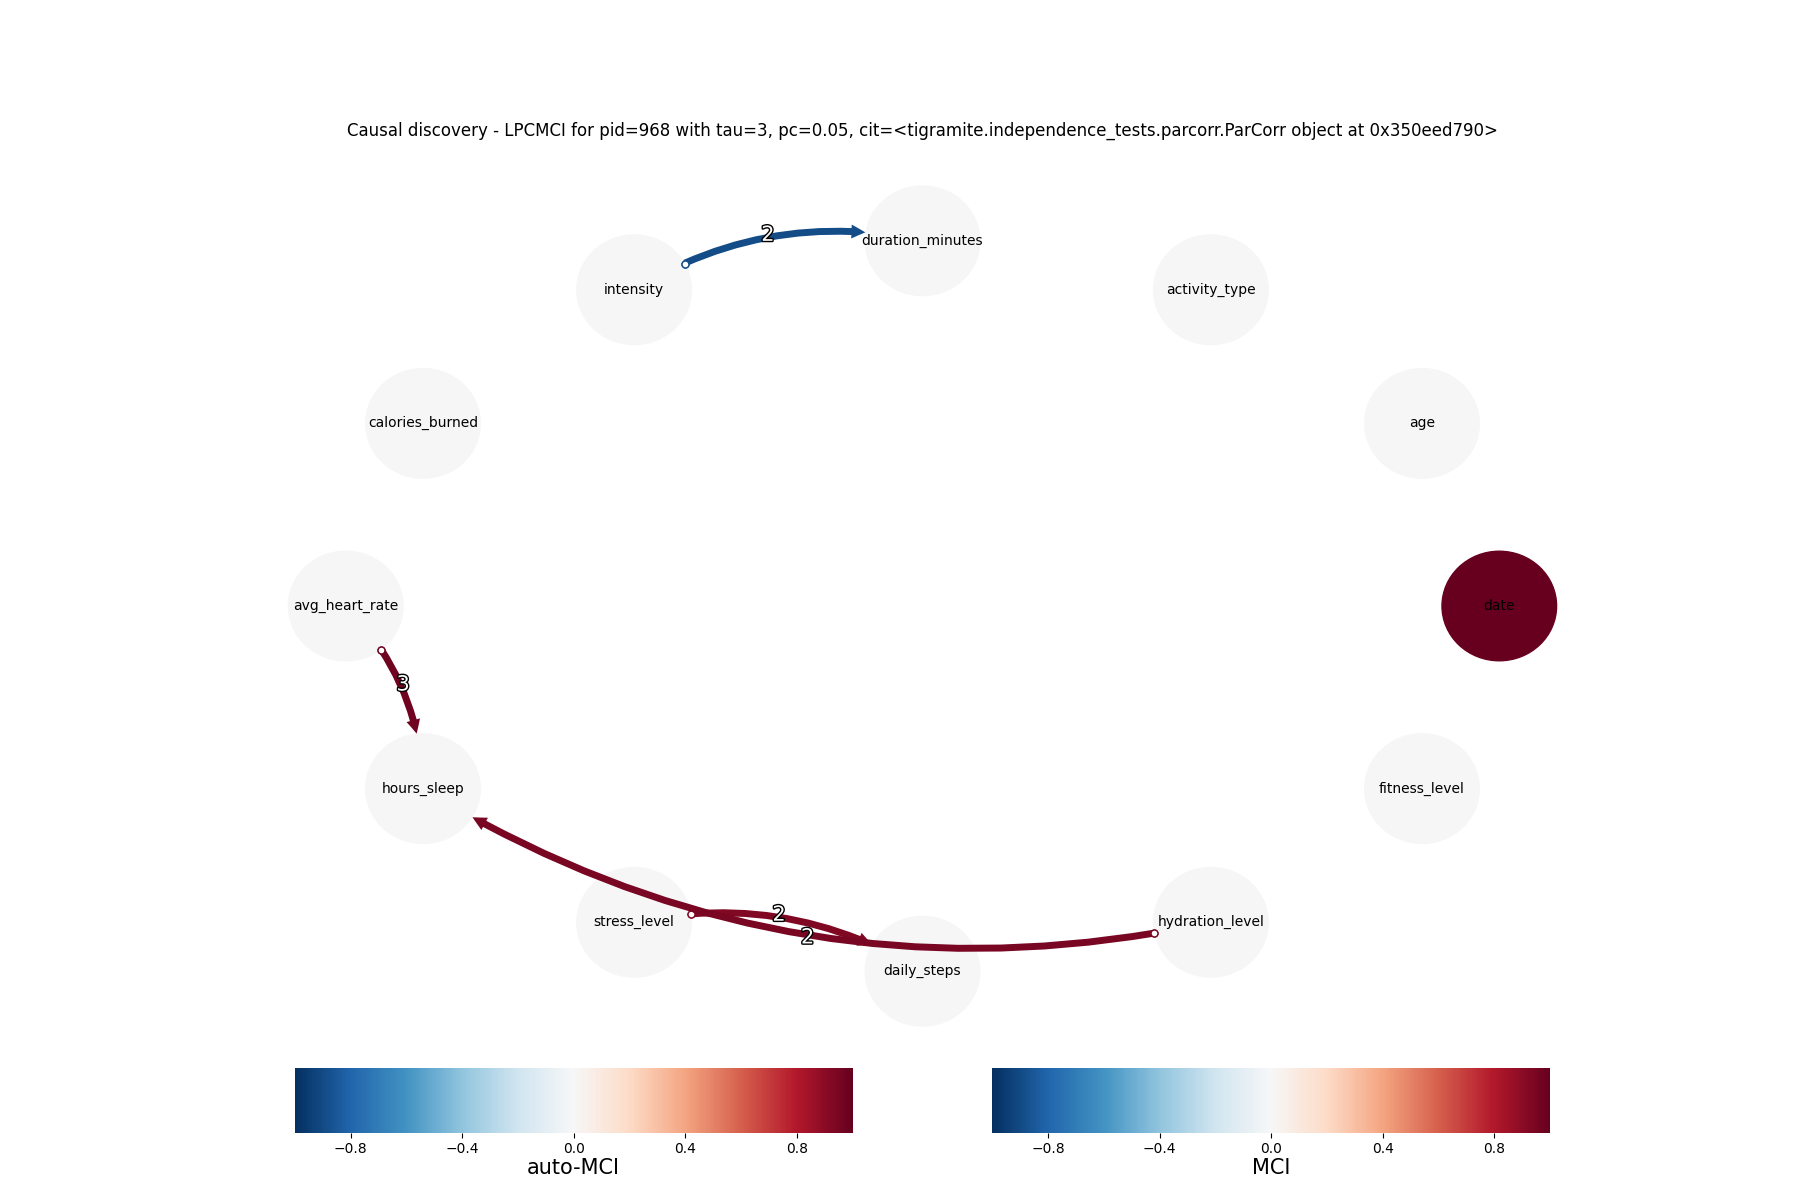 Causal discovery - LPCMCI for pid=968 with tau=3, pc=0.05, cit=<tigramite.independence_tests.parcorr.ParCorr object at 0x350eed790>
2
duration_minutes
intensity
activity_type
calories_burned
age
avg_heart_rate
date
3
hours_sleep
fitness_level
stress_level
2
2
hydration_level
daily_steps
−0.8 −0.4 0.0 0.4 0.8
auto-MCI
−0.8 −0.4 0.0 0.4 0.8
MCI